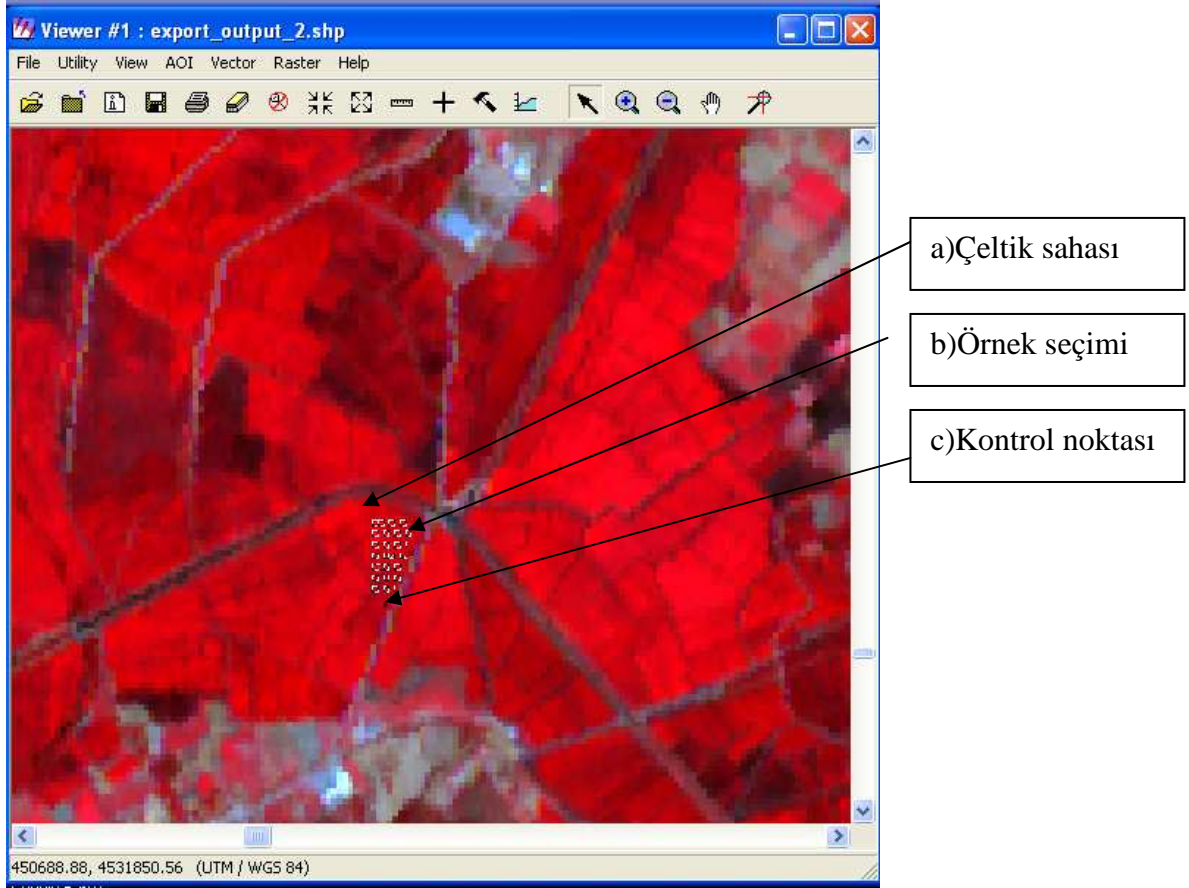 Viewer #1 : export_output_2.shp
File Utility View AOI Vector Raster Help
a)Çeltik sahası
b)Örnek seçimi
c)Kontrol noktası
450688.88, 4531850.56 (UTM / WGS 84)